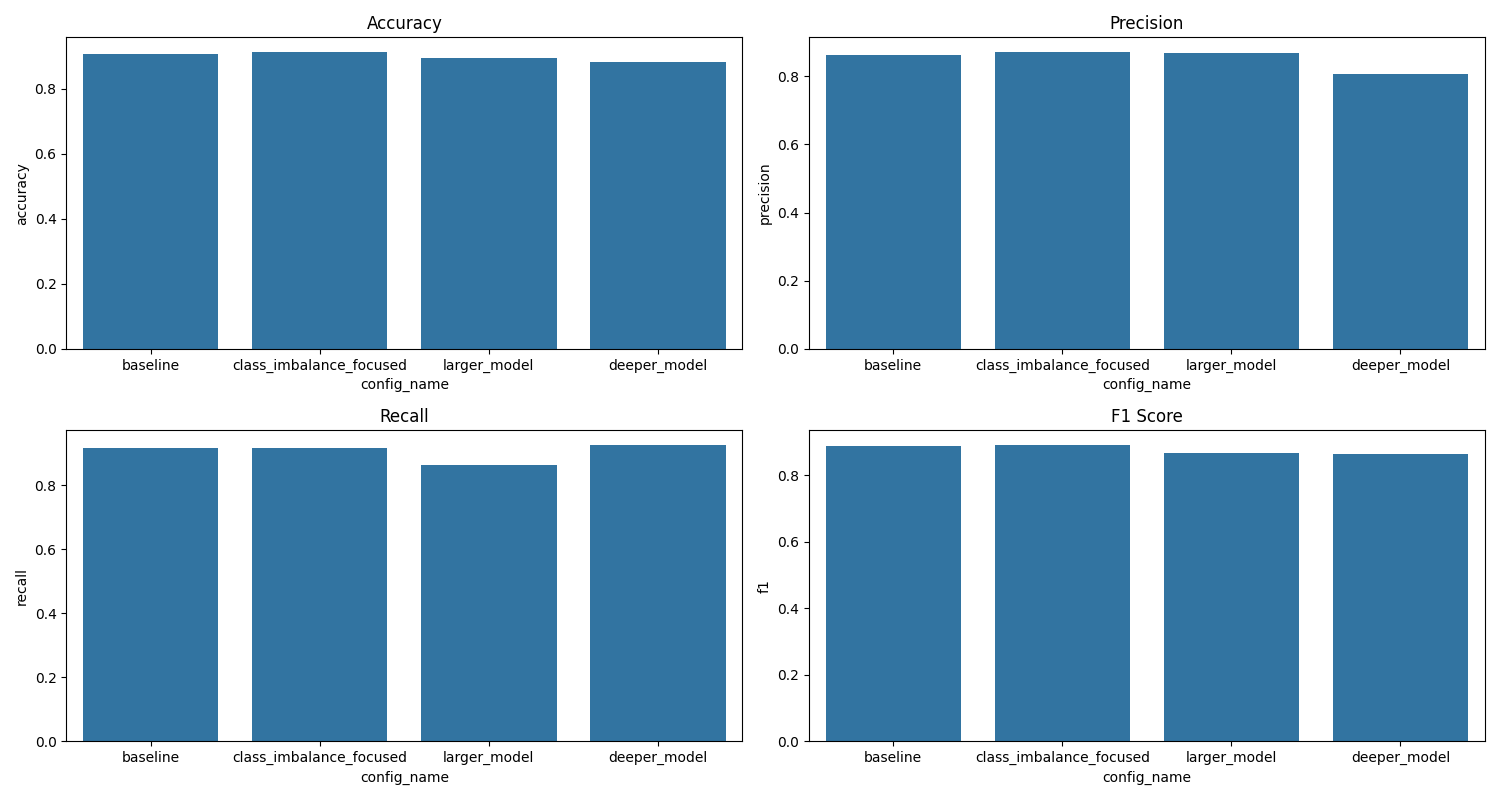 Accuracy
accuracy
0.8
0.6
0.4
0.2
0.0
baseline class_imbalance_focused larger_model deeper_model
config_name
Precision
precision
0.8
0.6
0.4
0.2
0.0
baseline class_imbalance_focused larger_model deeper_model
config_name
Recall
recall
0.8
0.6
0.4
0.2
0.0
baseline class_imbalance_focused larger_model deeper_model
config_name
F1 Score
f1
0.8
0.6
0.4
0.2
0.0
baseline class_imbalance_focused larger_model deeper_model
config_name